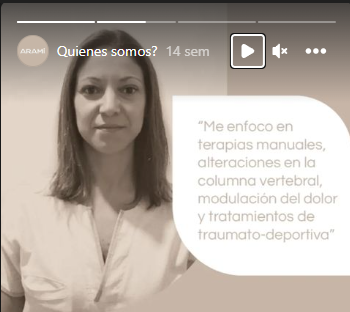 ARAMÍ
Quienes somos?
14 sem
“Me enfoco en
terapias manuales,
alteraciones en la
columna vertebral,
modulación del dolor
y tratamientos de
traumato-deportiva”